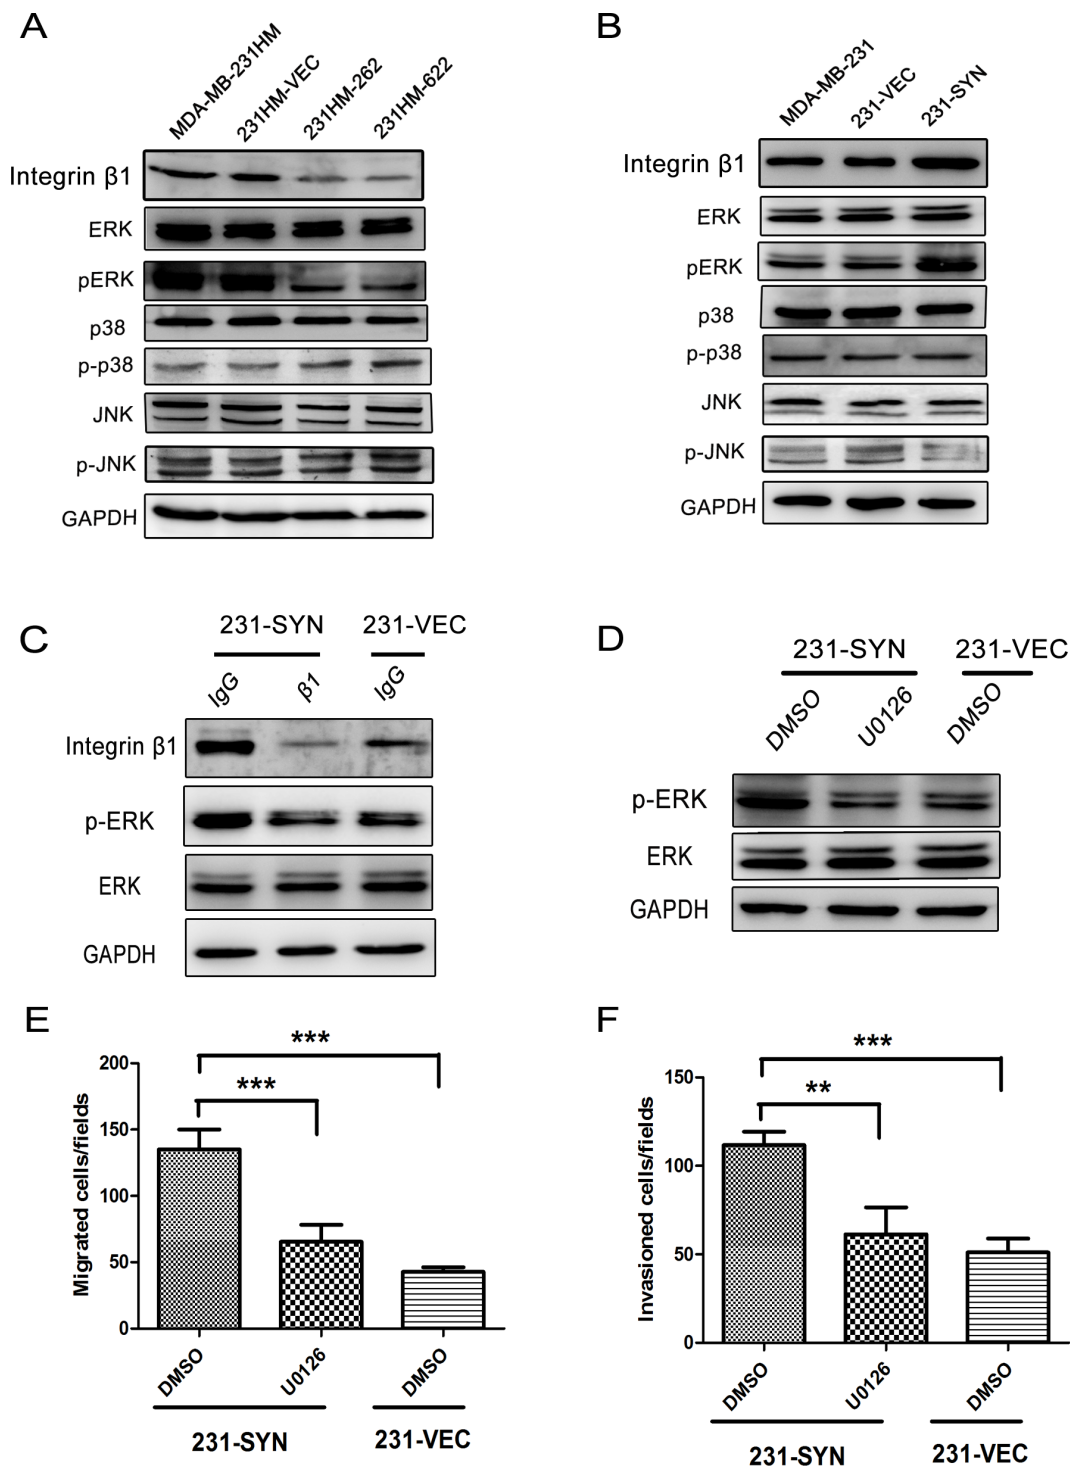 A
MDA-MB-231HM
231HM-VEC
231HM-262
231HM-622
Integrin β1
ERK
pERK
p38
p-p38
JNK
p-JNK
GAPDH
B
MDA-MB-231
231-VEC
231-SYN
Integrin β1
ERK
pERK
p38
p-p38
JNK
p-JNK
GAPDH
C
231-SYN
231-VEC
IgG
β1
IgG
Integrin β1
p-ERK
ERK
GAPDH
D
231-SYN
231-VEC
DMSO
U0126
DMSO
p-ERK
ERK
GAPDH
E
Migrated cells/fields
200
150
100
50
0
***
***
DMSO
U0126
DMSO
231-SYN
231-VEC
F
Invasioned cells/fields
150
100
50
0
***
**
DMSO
U0126
DMSO
231-SYN
231-VEC